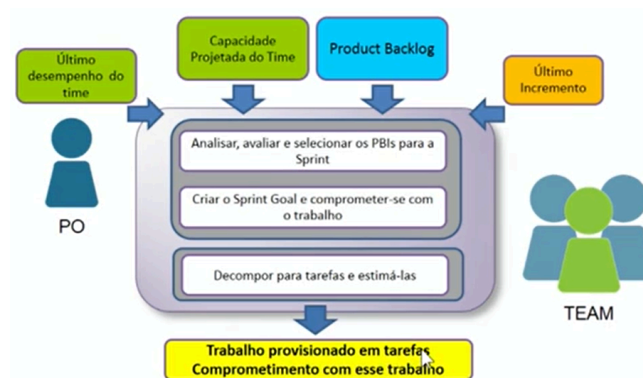 Último
desempenho do
time
Capacidade
Projetada do Time
Product Backlog
Último
Incremento
Analisar, avaliar e selecionar os PBIs para a
Sprint
Criar o Sprint Goal e comprometer-se com
o trabalho
Decompor para tarefas e estimá-las
PO
TEAM
Trabalho provisionado em tarefas
Comprometimento com esse trabalho